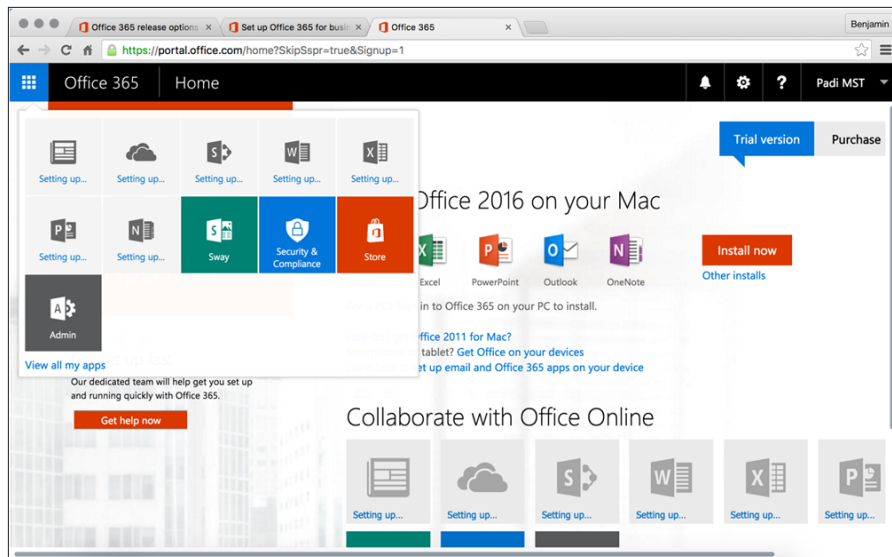 Office 365 release options
Set up Office 365 for busin
Office 365
Benjamin
https://portal.office.com/home?SkipSspr=true&Signup=1
Office 365
Home
?
Padi MST
Setting up...
Setting up...
Setting up...
Setting up...
Setting up...
Setting up...
Setting up...
Sway
Security &
Compliance
Store
Admin
View all my apps
Trial version
Purchase
Office 2016 on your Mac
Excel
PowerPoint
Outlook
OneNote
Install now
Other installs
in to Office 365 on your PC to install.
Office 2011 for Mac?
tablet? Get Office on your devices
set up email and Office 365 apps on your device
Our dedicated team will help get you set up
and running quickly with Office 365.
Get help now
Collaborate with Office Online
Setting up...
Setting up...
Setting up...
Setting up...
Setting up...
Setting up...